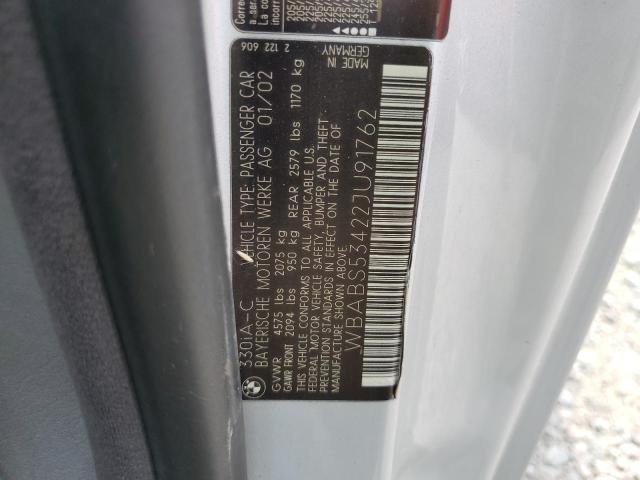 330iA-C VEHICLE TYPE: PASSENGER CAR
BAYERISCHE MOTOREN WERKE AG 01/02
GVWR 4575 lbs 2075 kg
GAWR FRONT 2094 lbs 950 kg REAR 2579 lbs 1170 kg
THIS VEHICLE CONFORMS TO ALL APPLICABLE U.S.
FEDERAL MOTOR VEHICLE SAFETY, BUMPER AND THEFT
PREVENTION STANDARDS IN EFFECT ON THE DATE OF
MANUFACTURE SHOWN ABOVE.
WBABS53422JU91762
2 122 606
MADE IN
GERMANY